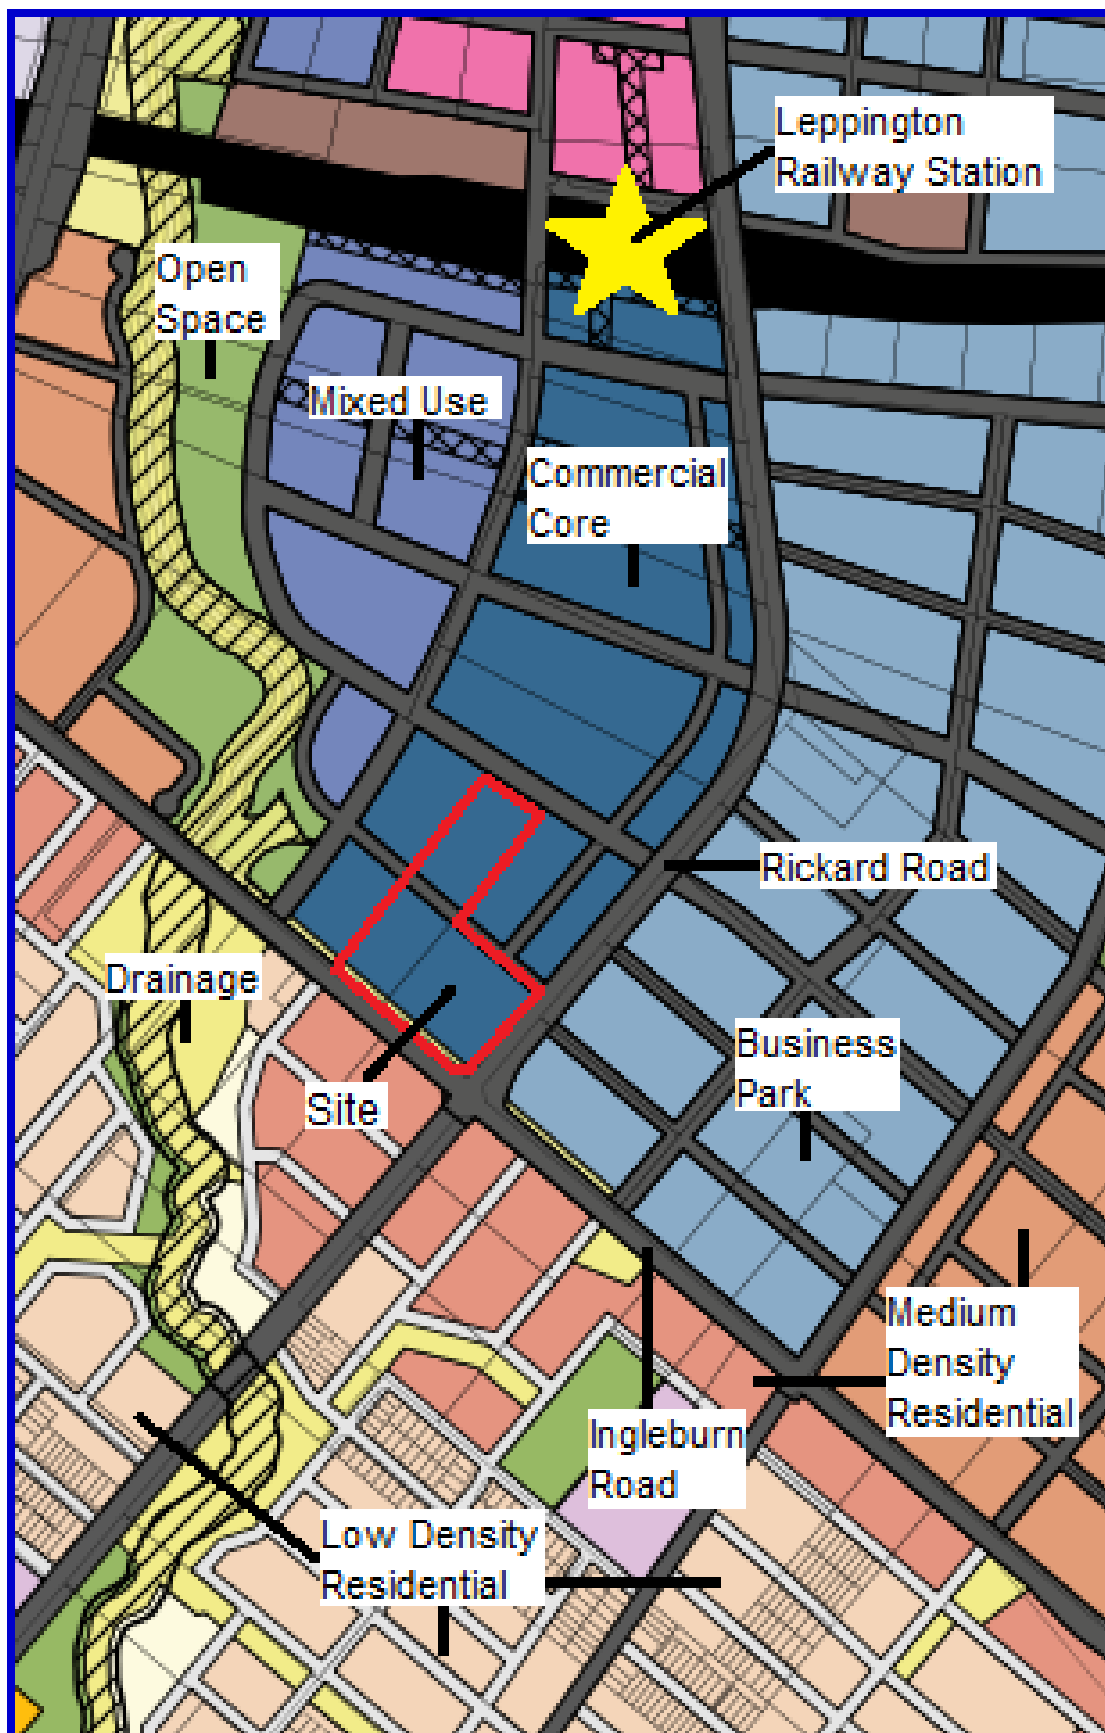 Leppington
Railway Station
Open
Space
Mixed Use
Commercial
Core
Rickard Road
Drainage
Business
Park
Site
Medium
Density
Residential
Ingleburn
Road
Low Density
Residential